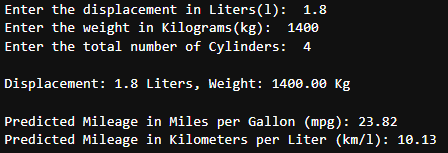 Enter the displacement in Liters(l):  1.8
Enter the weight in Kilograms(kg):  1400
Enter the total number of Cylinders:  4
Displacement: 1.8 Liters, Weight: 1400.00 Kg
Predicted Mileage in Miles per Gallon (mpg): 23.82
Predicted Mileage in Kilometers per Liter (km/l): 10.13